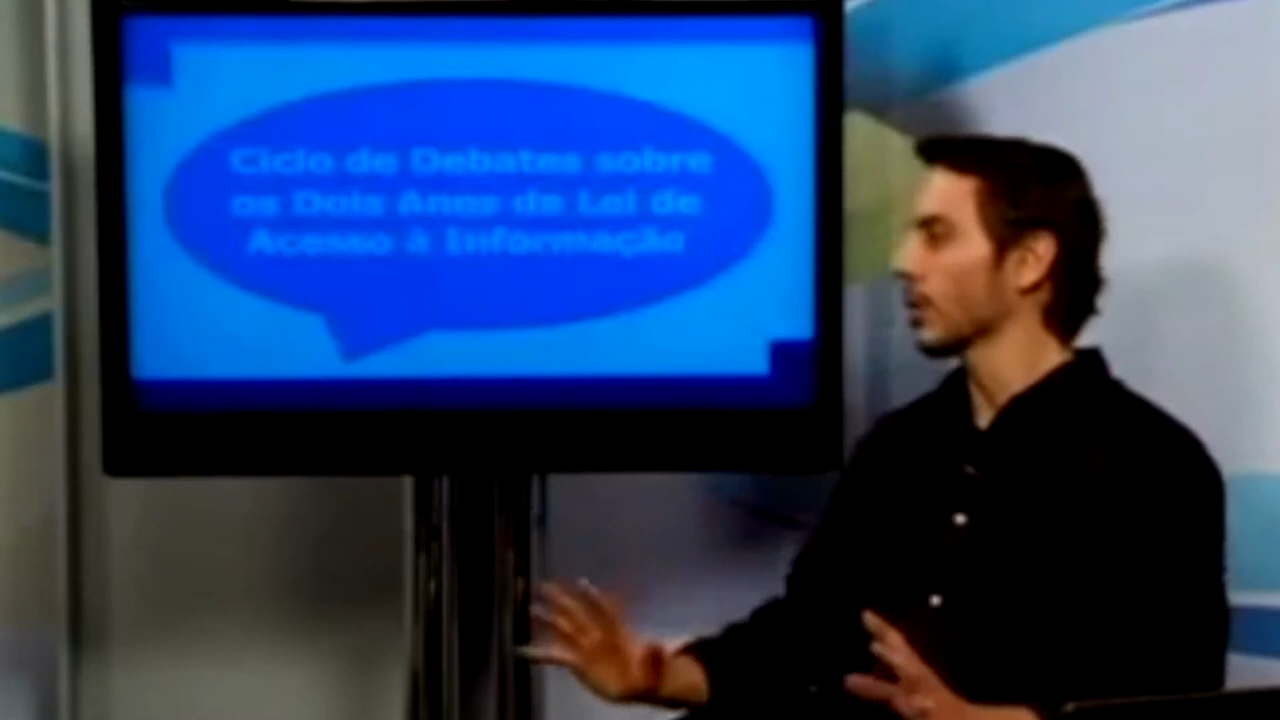 Ciclo de Debates sobre
os Dois Anos da Lei de
Acesso à Informação